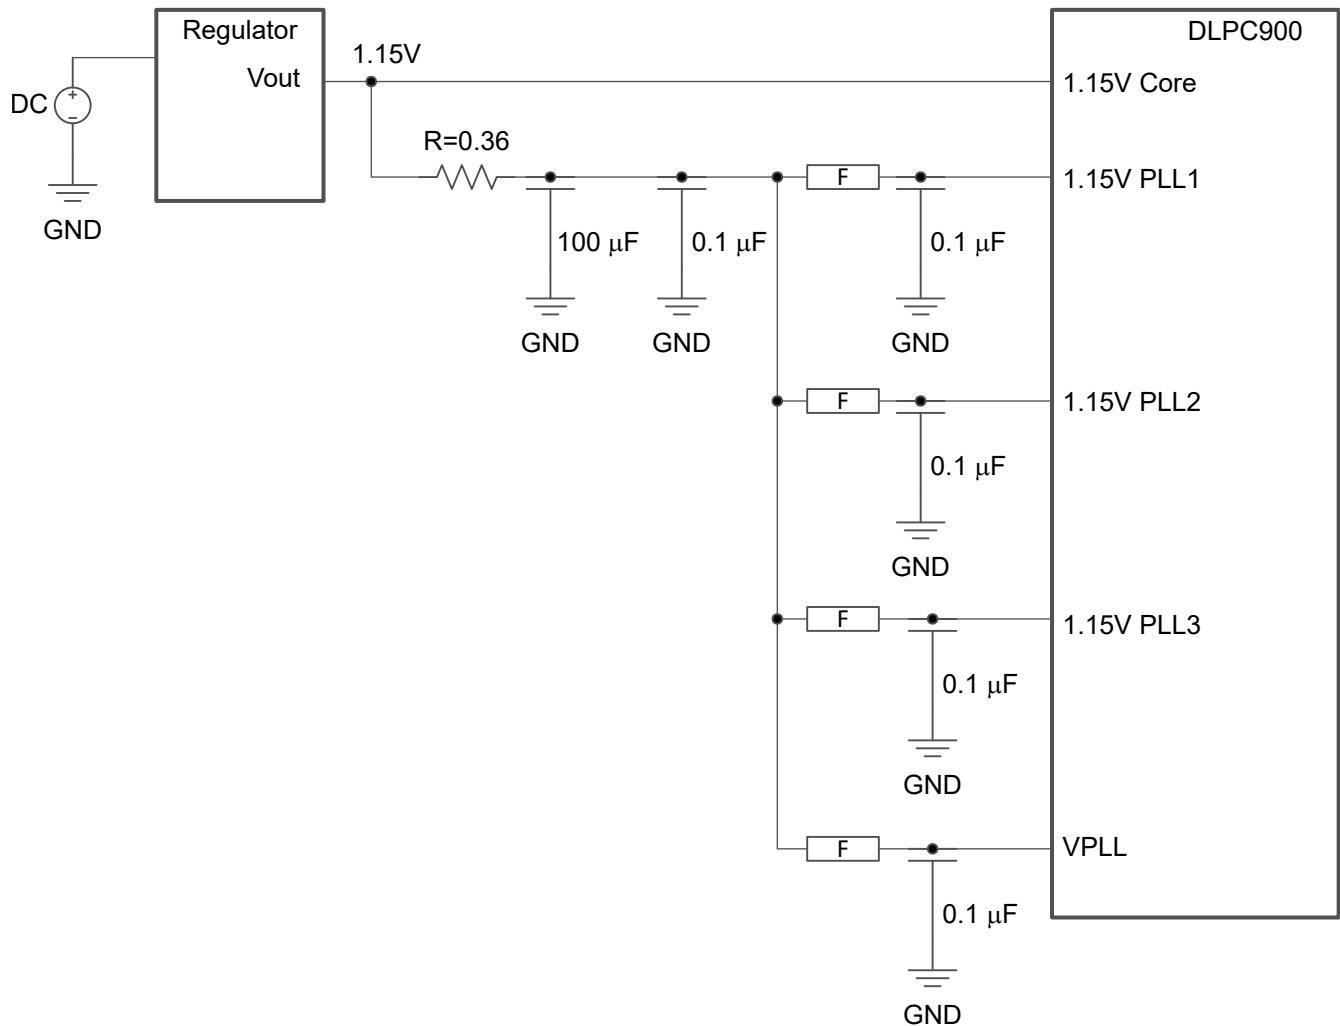 Regulator
DLPC900
1.15V
Vout
1.15V Core
DC
+
-
R=0.36
F
1.15V PLL1
GND
100 μF
0.1 μF
0.1 μF
GND
GND
GND
F
1.15V PLL2
0.1 μF
GND
F
1.15V PLL3
0.1 μF
GND
F
VPLL
0.1 μF
GND